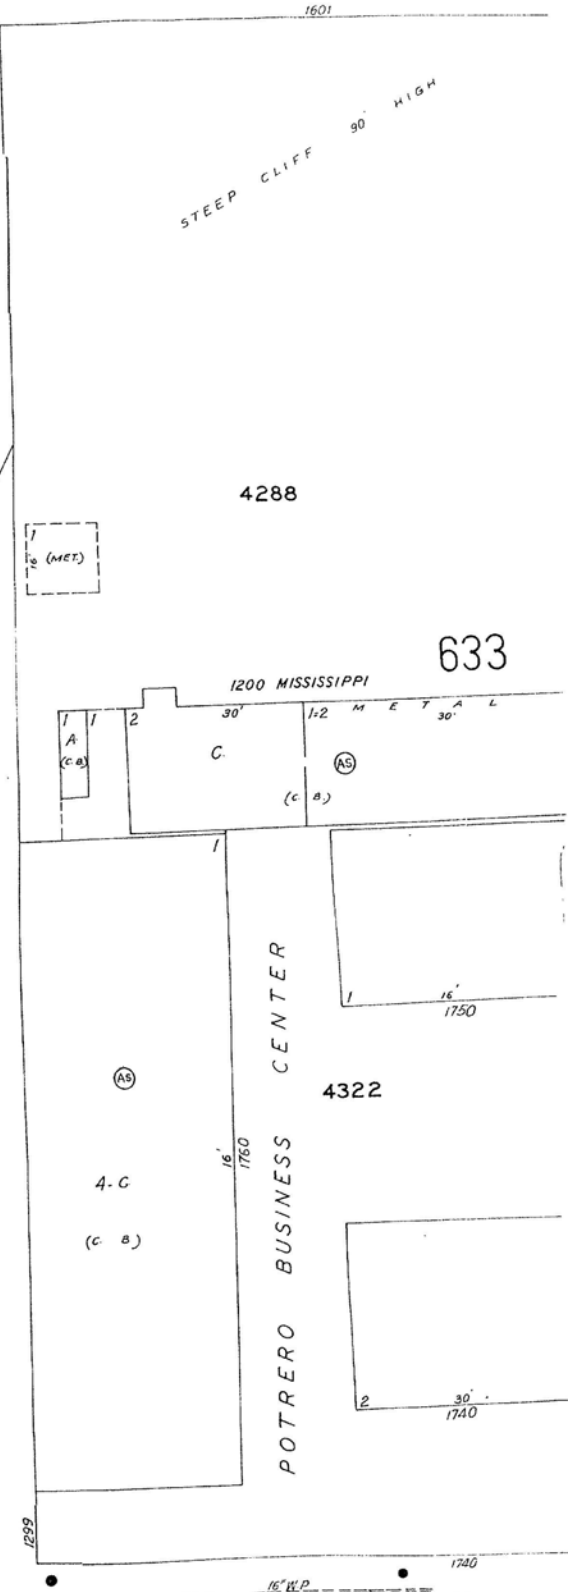 1601
STEEP CLIFF 90' HIGH
4288
1
16'
(MET.)
633
1200 MISSISSIPPI
1
1
2
30'
1=2
METAL
30'
A.
(C.B.)
C.
AS
(C. B.)
1
1
16'
1750
POTRERO BUSINESS CENTER
AS
4322
16'
1760
A-G
(C. B.)
2
30'
1740
1299
1740
16" W.P.